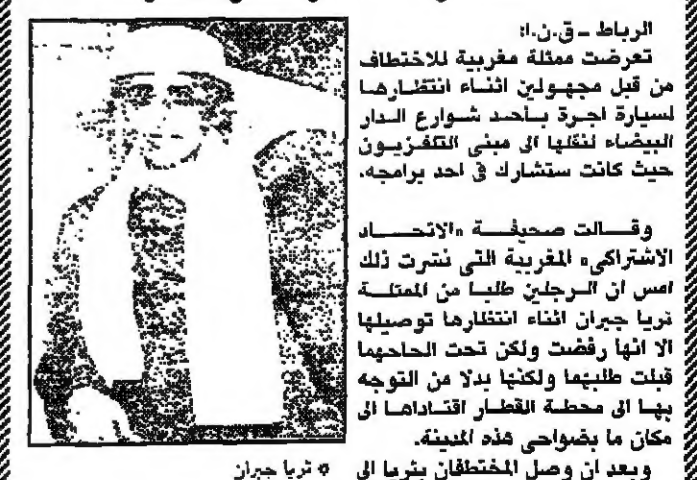 الرباط - ق.ن.ا:
تعرضت ممثلة مغربية للاختطاف
من قبل مجهولين اثناء انتظارها
لسيارة اجرة بأحد شوارع الدار
البيضاء لنقلها الى مبنى التلفزيون
حيث كانت ستشارك في احد برامجه.
وقالت صحيفة «الاتحاد
الاشتراكى» المغربية التى نشرت ذلك
امس ان الرجلين طلبا من الممثلة
ثريا جبران اثناء انتظارها توصيلها
الا انها رفضت ولكن تحت الحاحهما
قبلت طلبهما ولكنهما بدلا من التوجه
بها الى محطة القطار اقتاداها الى
مكان ما بضواحى هذه المدينة.
وبعد ان وصل المختطفان بثريا الى
ثريا جبران